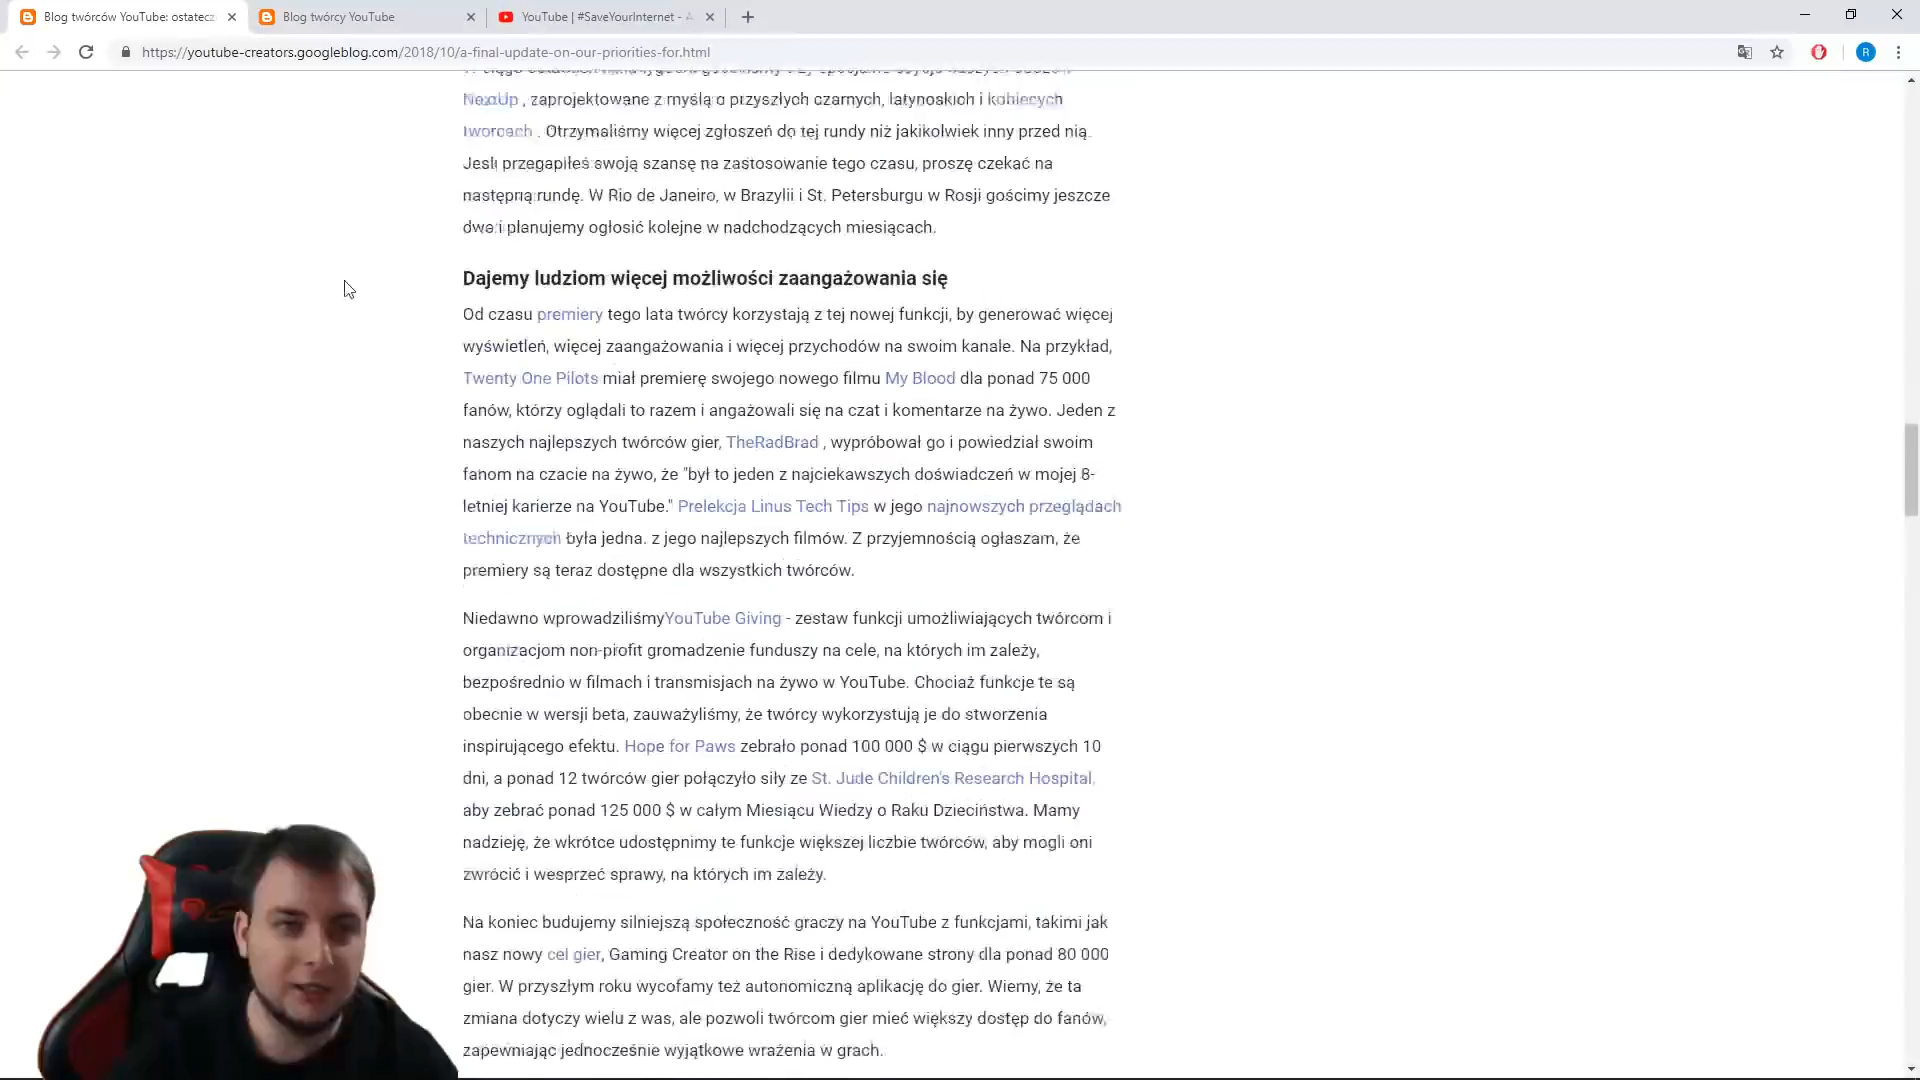 Blog twórców YouTube: ostatecz
Blog twórcy YouTube
YouTube | #SaveYourInternet - A
https://youtube-creators.googleblog.com/2018/10/a-final-update-on-our-priorities-for.html
R
NextUp , zaprojektowane z myślą o przyszłych czarnych, latynoskich i kobiecych
tworcach . Otrzymaliśmy więcej zgłoszeń do tej rundy niż jakikolwiek inny przed nią.
Jeśli przegapiłeś swoją szansę na zastosowanie tego czasu, proszę czekać na
następną rundę. W Rio de Janeiro, w Brazylii i St. Petersburgu w Rosji gościmy jeszcze
dwa i planujemy ogłosić kolejne w nadchodzących miesiącach.
Dajemy ludziom więcej możliwości zaangażowania się
Od czasu premiery tego lata twórcy korzystają z tej nowej funkcji, by generować więcej
wyświetleń, więcej zaangażowania i więcej przychodów na swoim kanale. Na przykład,
Twenty One Pilots miał premierę swojego nowego filmu My Blood dla ponad 75 000
fanów, którzy oglądali to razem i angażowali się na czat i komentarze na żywo. Jeden z
naszych najlepszych twórców gier, TheRadBrad , wypróbował go i powiedział swoim
fanom na czacie na żywo, że "był to jeden z najciekawszych doświadczeń w mojej 8-
letniej karierze na YouTube." Prelekcja Linus Tech Tips w jego najnowszych przeglądach
technicznych była jedna. z jego najlepszych filmów. Z przyjemnością ogłaszam, że
premiery są teraz dostępne dla wszystkich twórców.
Niedawno wprowadziliśmyYouTube Giving - zestaw funkcji umożliwiających twórcom i
organizacjom non-profit gromadzenie funduszy na cele, na których im zależy,
bezpośrednio w filmach i transmisjach na żywo w YouTube. Chociaż funkcje te są
obecnie w wersji beta, zauważyliśmy, że twórcy wykorzystują je do stworzenia
inspirującego efektu. Hope for Paws zebrało ponad 100 000 $ w ciągu pierwszych 10
dni, a ponad 12 twórców gier połączyło siły ze St. Jude Children's Research Hospital,
aby zebrać ponad 125 000 $ w całym Miesiącu Wiedzy o Raku Dzieciństwa. Mamy
nadzieję, że wkrótce udostępnimy te funkcje większej liczbie twórców, aby mogli oni
zwrócić i wesprzeć sprawy, na których im zależy.
Na koniec budujemy silniejszą społeczność graczy na YouTube z funkcjami, takimi jak
nasz nowy cel gier, Gaming Creator on the Rise i dedykowane strony dla ponad 80 000
gier. W przyszłym roku wycofamy też autonomiczną aplikację do gier. Wiemy, że ta
zmiana dotyczy wielu z was, ale pozwoli twórcom gier mieć większy dostęp do fanów,
zapewniając jednocześnie wyjątkowe wrażenia w grach.